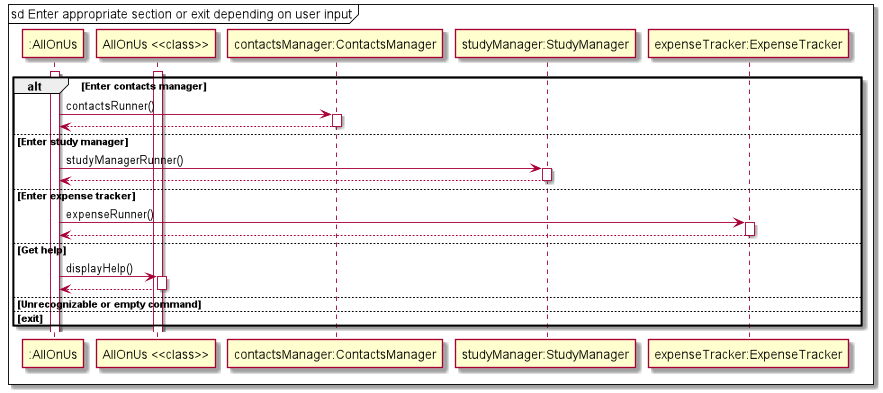 sd Enter appropriate section or exit depending on user input
:AllOnUs AllOnUs <<class>> contactsManager:ContactsManager studyManager:StudyManager expenseTracker:ExpenseTracker
alt [Enter contacts manager]
contactsRunner()
[Enter study manager]
studyManagerRunner()
[Enter expense tracker]
expenseRunner()
[Get help]
displayHelp()
[Unrecognizable or empty command]
[exit]
:AllOnUs AllOnUs <<class>> contactsManager:ContactsManager studyManager:StudyManager expenseTracker:ExpenseTracker